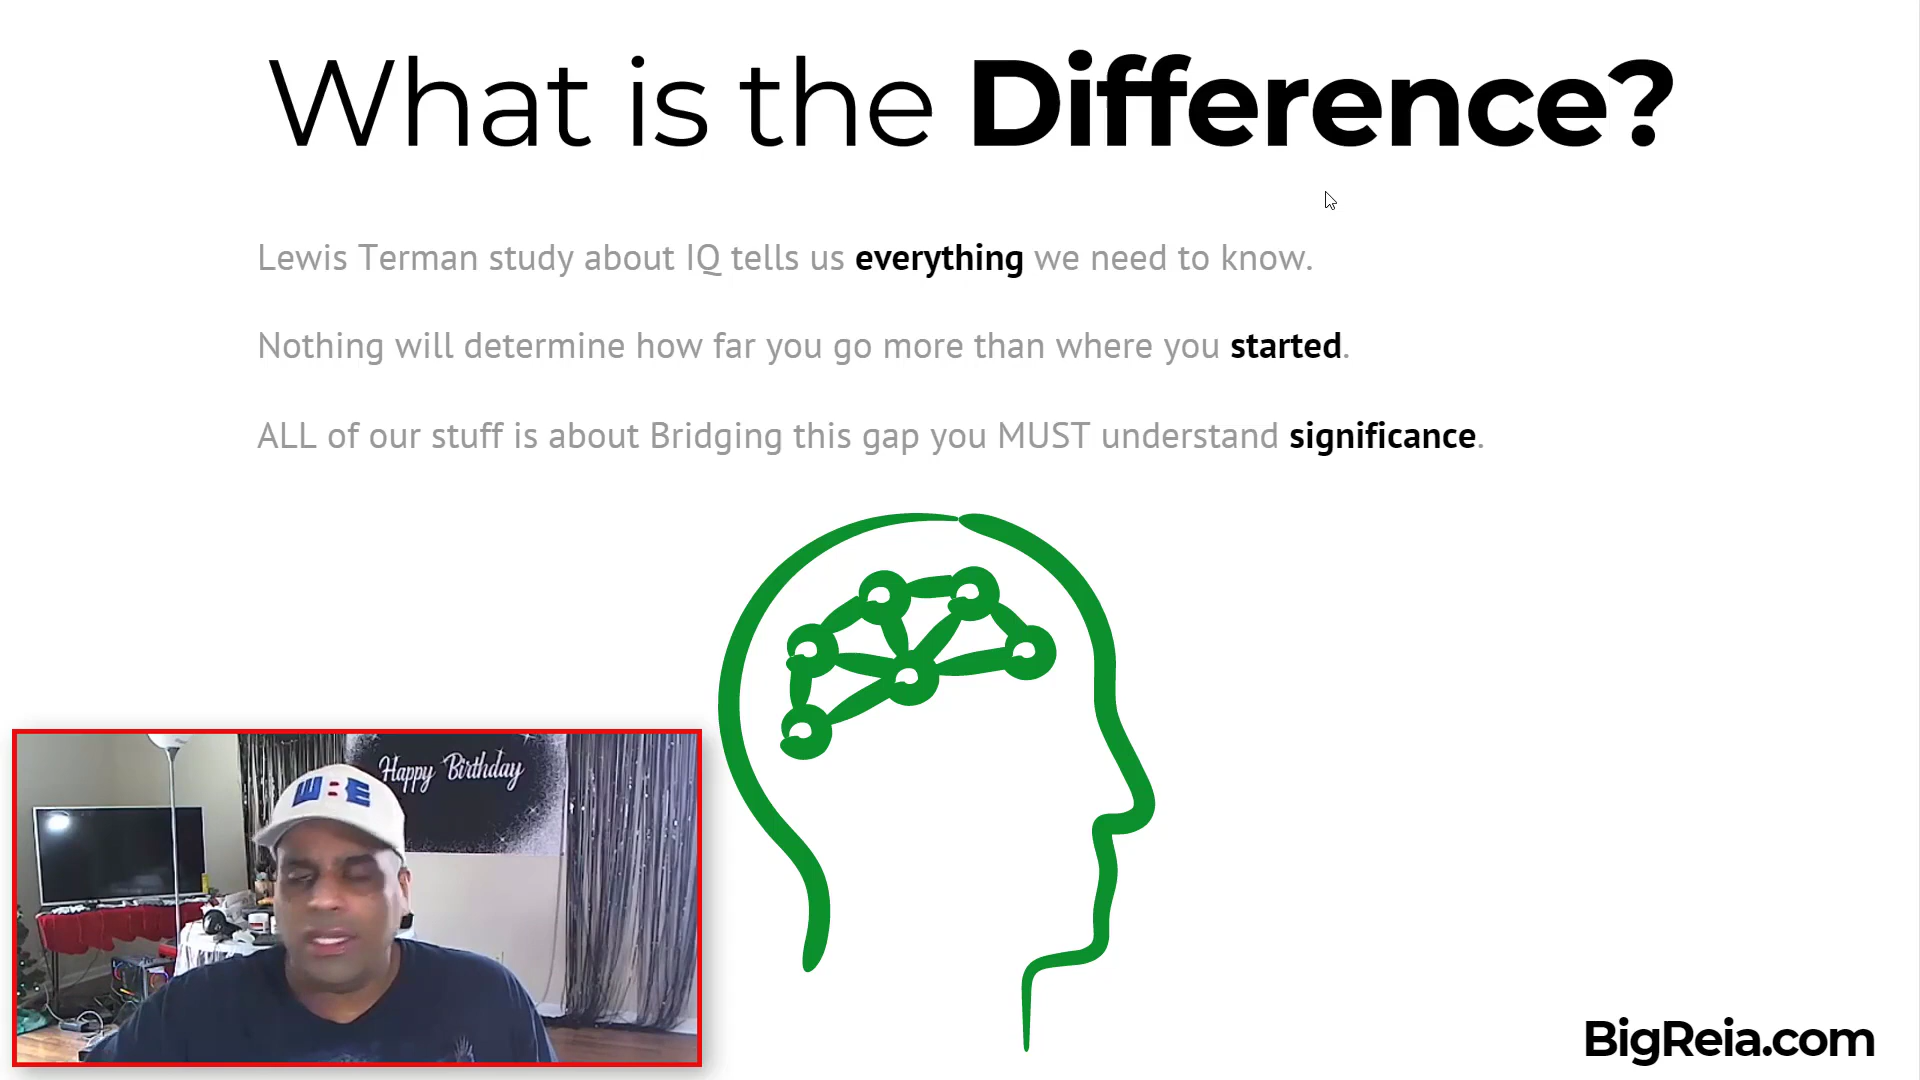 What is the Difference?
Lewis Terman study about IQ tells us everything we need to know.
Nothing will determine how far you go more than where you started.
ALL of our stuff is about Bridging this gap you MUST understand significance.
Happy Birthday
WBE
BigReia.com